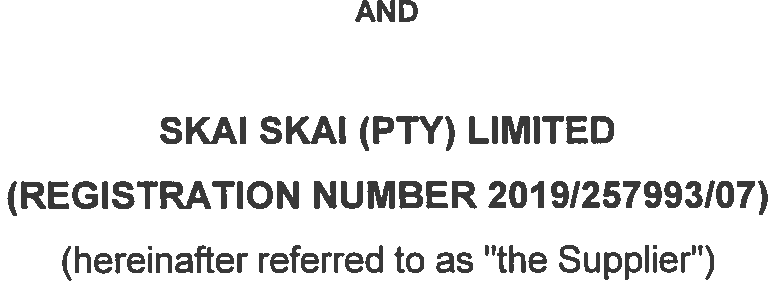 AND
SKAI SKAI (PTY) LIMITED
(REGISTRATION NUMBER 2019/257993/07)
(hereinafter referred to as "the Supplier")